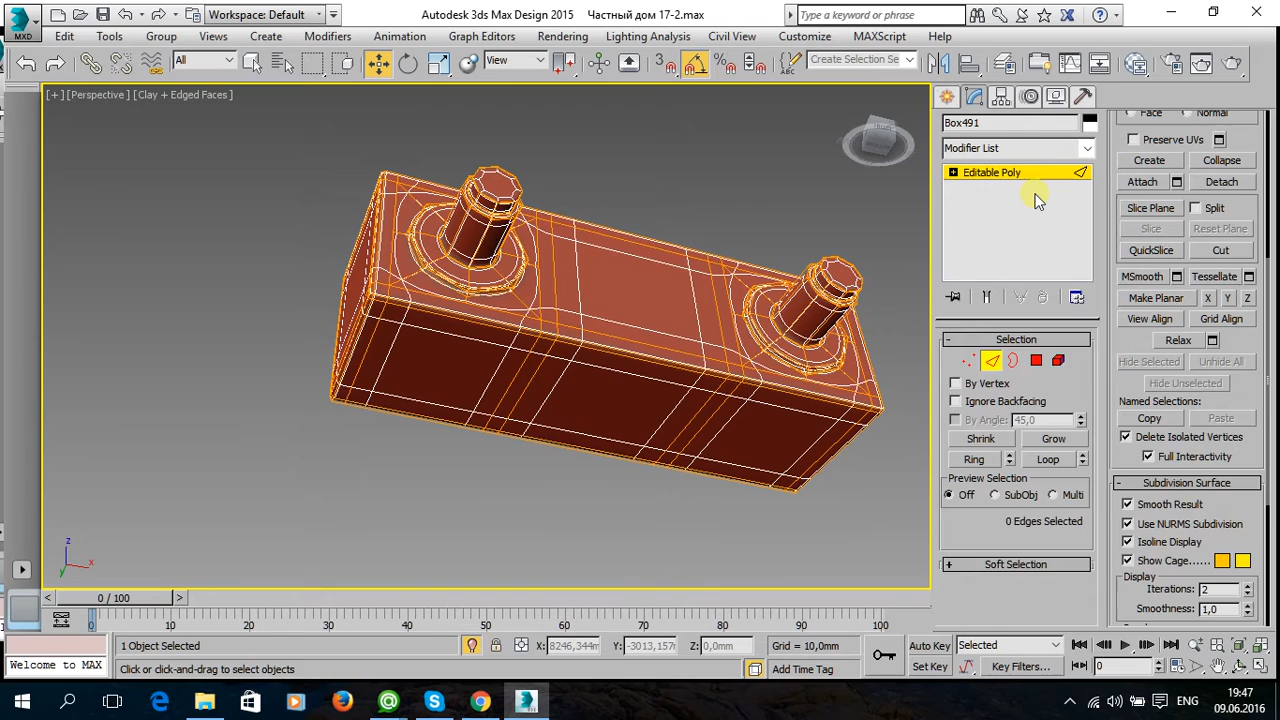 Workspace: Default
Autodesk 3ds Max Design 2015
Частный дом 17-2.max
Type a keyword or phrase
MXD
Edit
Tools
Group
Views
Create
Modifiers
Animation
Graph Editors
Rendering
Lighting Analysis
Civil View
Customize
MAXScript
Help
All
View
Create Selection Se
[+] [Perspective] [Clay + Edged Faces]
Box491
Modifier List
Editable Poly
Selection
By Vertex
Ignore Backfacing
By Angle:
45,0
Shrink
Grow
Ring
Loop
Preview Selection
Off
SubObj
Multi
0 Edges Selected
Soft Selection
Face
Normal
Preserve UVs
Create
Collapse
Attach
Detach
Slice Plane
Split
Slice
Reset Plane
QuickSlice
Cut
MSmooth
Tessellate
Make Planar
X
Y
Z
View Align
Grid Align
Relax
Hide Selected
Unhide All
Hide Unselected
Named Selections:
Copy
Paste
Delete Isolated Vertices
Full Interactivity
Subdivision Surface
Smooth Result
Use NURMS Subdivision
Isoline Display
Show Cage......
Display
Iterations:
2
Smoothness:
1,0
z
x
y
0 / 100
0
10
20
30
40
50
60
70
80
90
100
1 Object Selected
X:
8246,344m
Y:
-3013,157m
Z:
0,0mm
Grid = 10,0mm
Auto Key
Selected
Welcome to MAX
Click or click-and-drag to select objects
Add Time Tag
Set Key
Key Filters...
0
ENG
19:47
09.06.2016